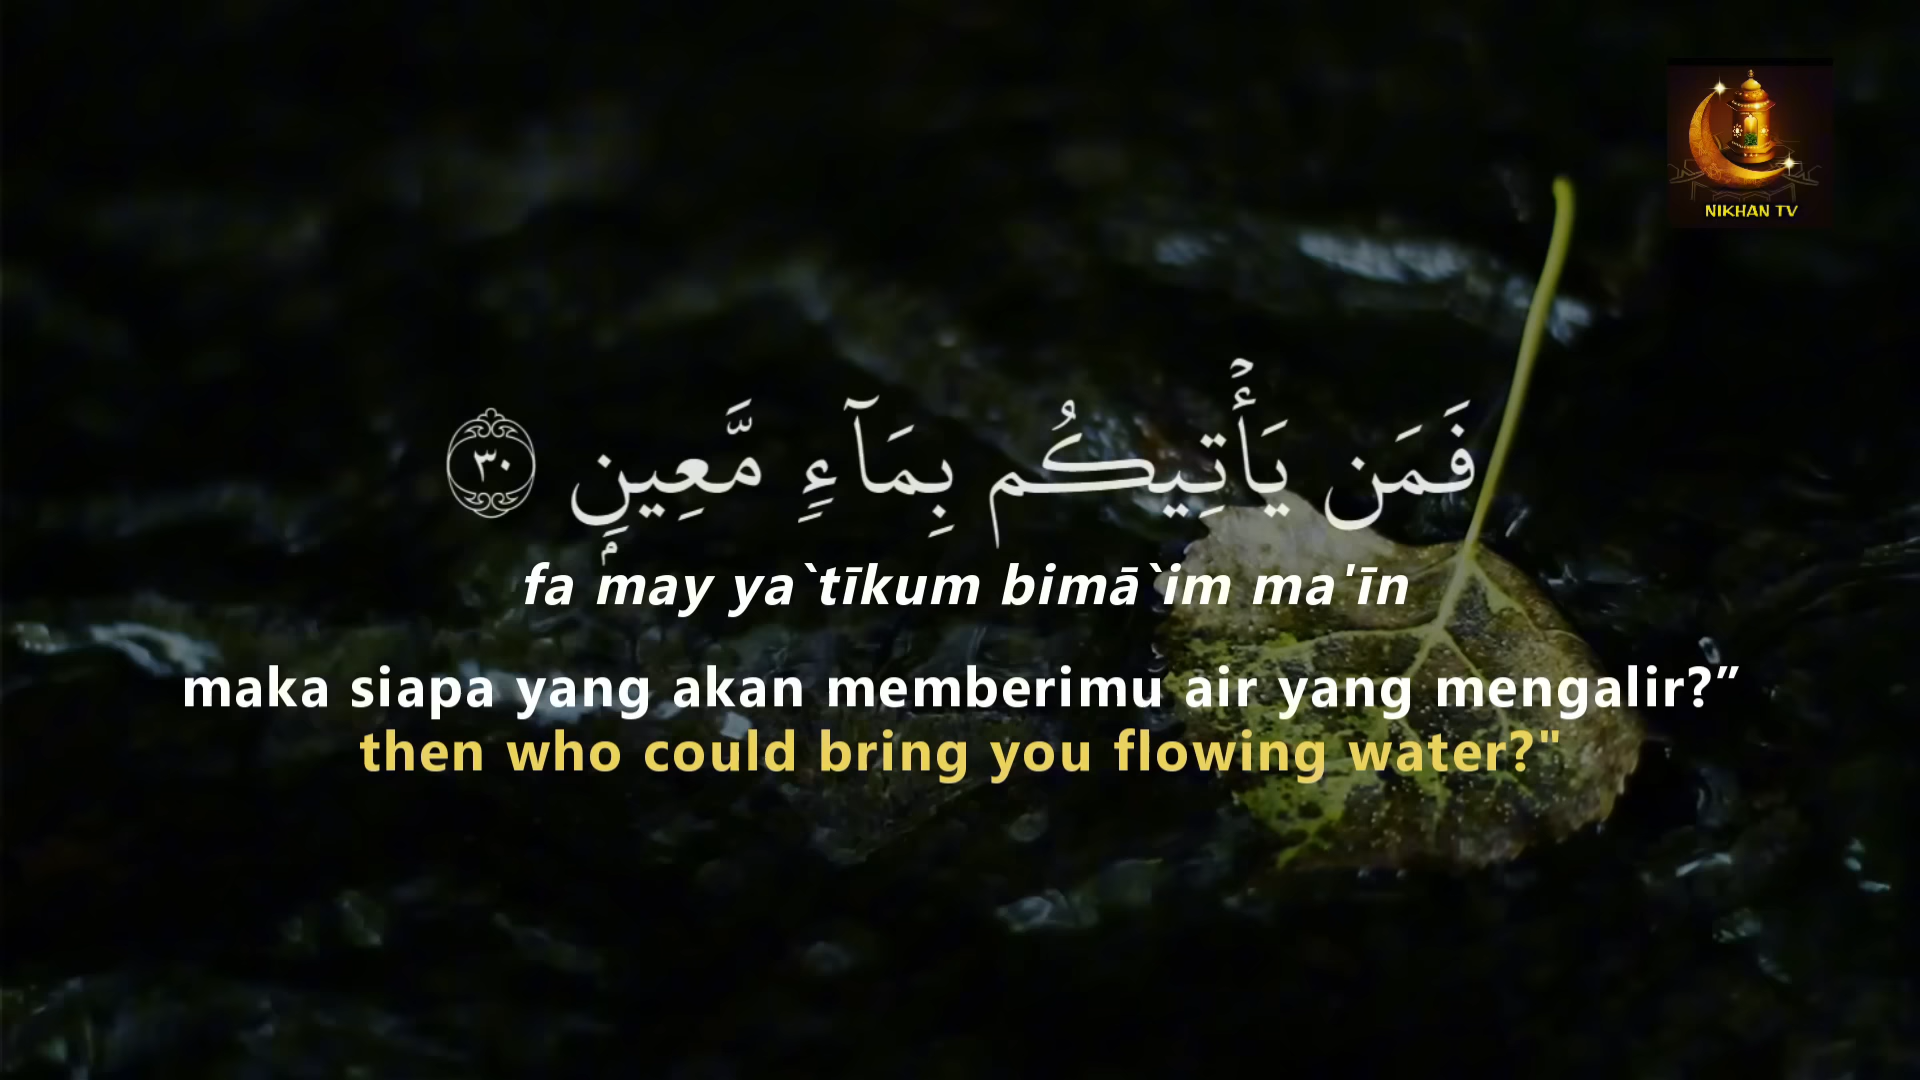 NIKHAN TV
فَمَن يَأۡتِيكُم بِمَآءٖ مَّعِينِۭ ٣٠
fa may ya`tīkum bimā`im ma'īn
maka siapa yang akan memberimu air yang mengalir?”
then who could bring you flowing water?"